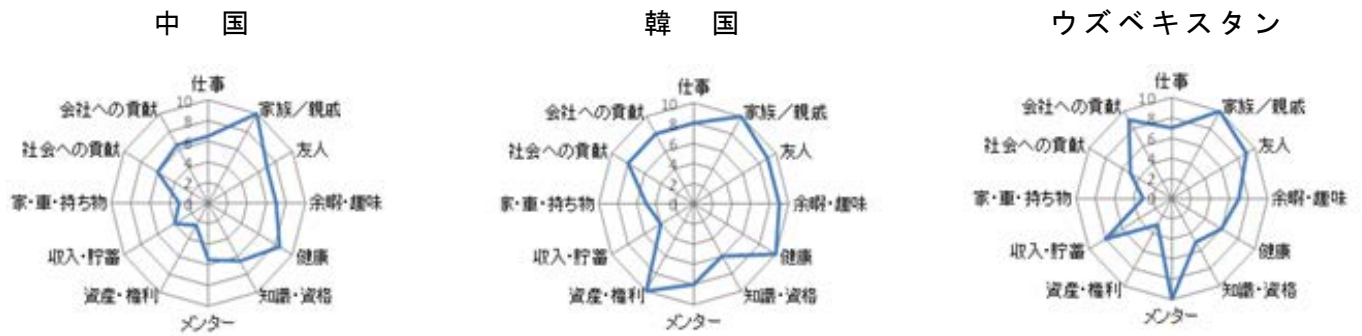 中 国
仕事
家族／親戚
友人
余暇・趣味
健康
知識・資格
メンター
資産・権利
収入・貯蓄
家・車・持ち物
社会への貢献
会社への貢献
10
8
6
4
2
0
韓 国
仕事
家族／親戚
友人
余暇・趣味
健康
知識・資格
メンター
資産・権利
収入・貯蓄
家・車・持ち物
社会への貢献
会社への貢献
10
8
6
4
2
0
ウズベキスタン
仕事
家族／親戚
友人
余暇・趣味
健康
知識・資格
メンター
資産・権利
収入・貯蓄
家・車・持ち物
社会への貢献
会社への貢献
10
8
6
4
2
0